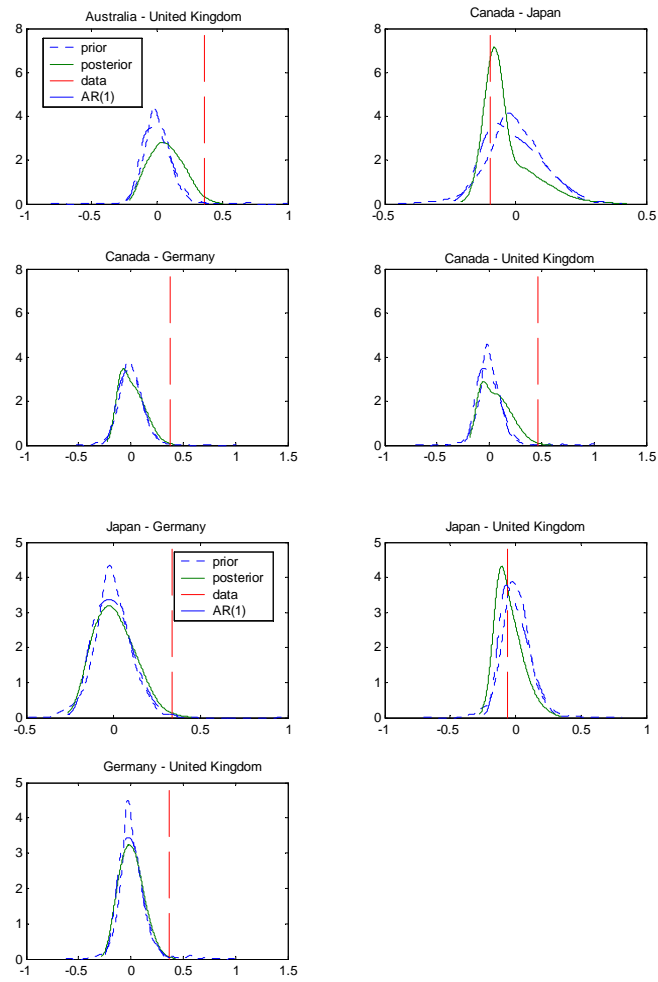 Australia - United Kingdom
prior
posterior
data
AR(1)
8
6
4
2
0
-1 -0.5 0 0.5 1
Canada - Japan
8
6
4
2
0
-0.5 0 0.5
Canada - Germany
8
6
4
2
0
-1 -0.5 0 0.5 1 1.5
Canada - United Kingdom
8
6
4
2
0
-1 -0.5 0 0.5 1 1.5
Japan - Germany
prior
posterior
data
AR(1)
5
4
3
2
1
0
-0.5 0 0.5 1
Japan - United Kingdom
5
4
3
2
1
0
-1 -0.5 0 0.5 1
Germany - United Kingdom
5
4
3
2
1
0
-1 -0.5 0 0.5 1 1.5